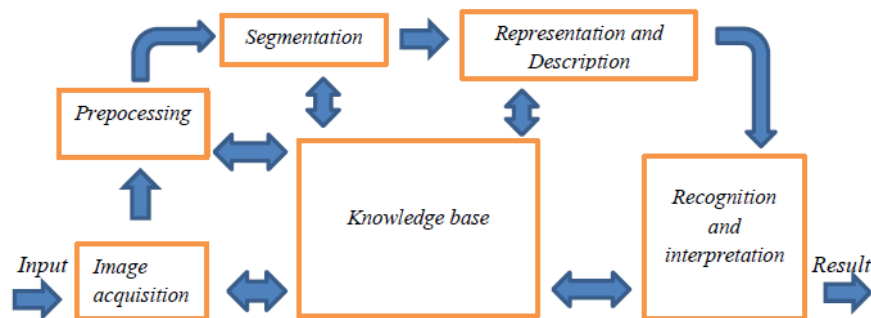 Segmentation
Representation and
Description
Prepocessing
Knowledge base
Recognition
and
interpretation
Input
Image
acquisition
Result